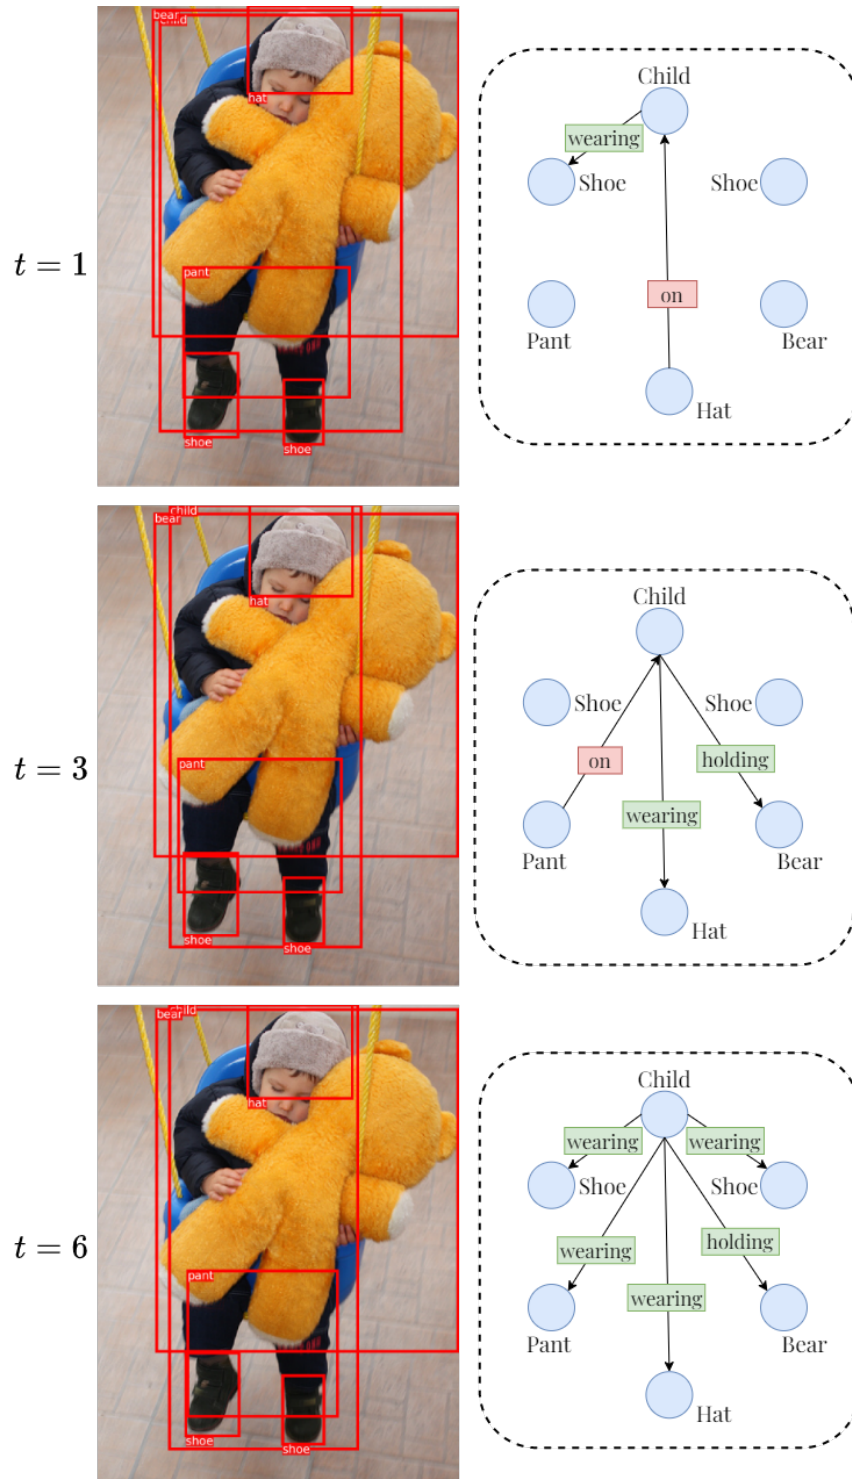 bear
child
hat
pant
shoe
shoe
t = 1
Child
wearing
Shoe
Shoe
on
Pant
Bear
Hat
child
bear
hat
pant
shoe
shoe
t = 3
Child
Shoe
Shoe
on
holding
wearing
Pant
Bear
Hat
child
bear
hat
pant
shoe
shoe
t = 6
Child
wearing
wearing
Shoe
Shoe
wearing
holding
wearing
Pant
Bear
Hat